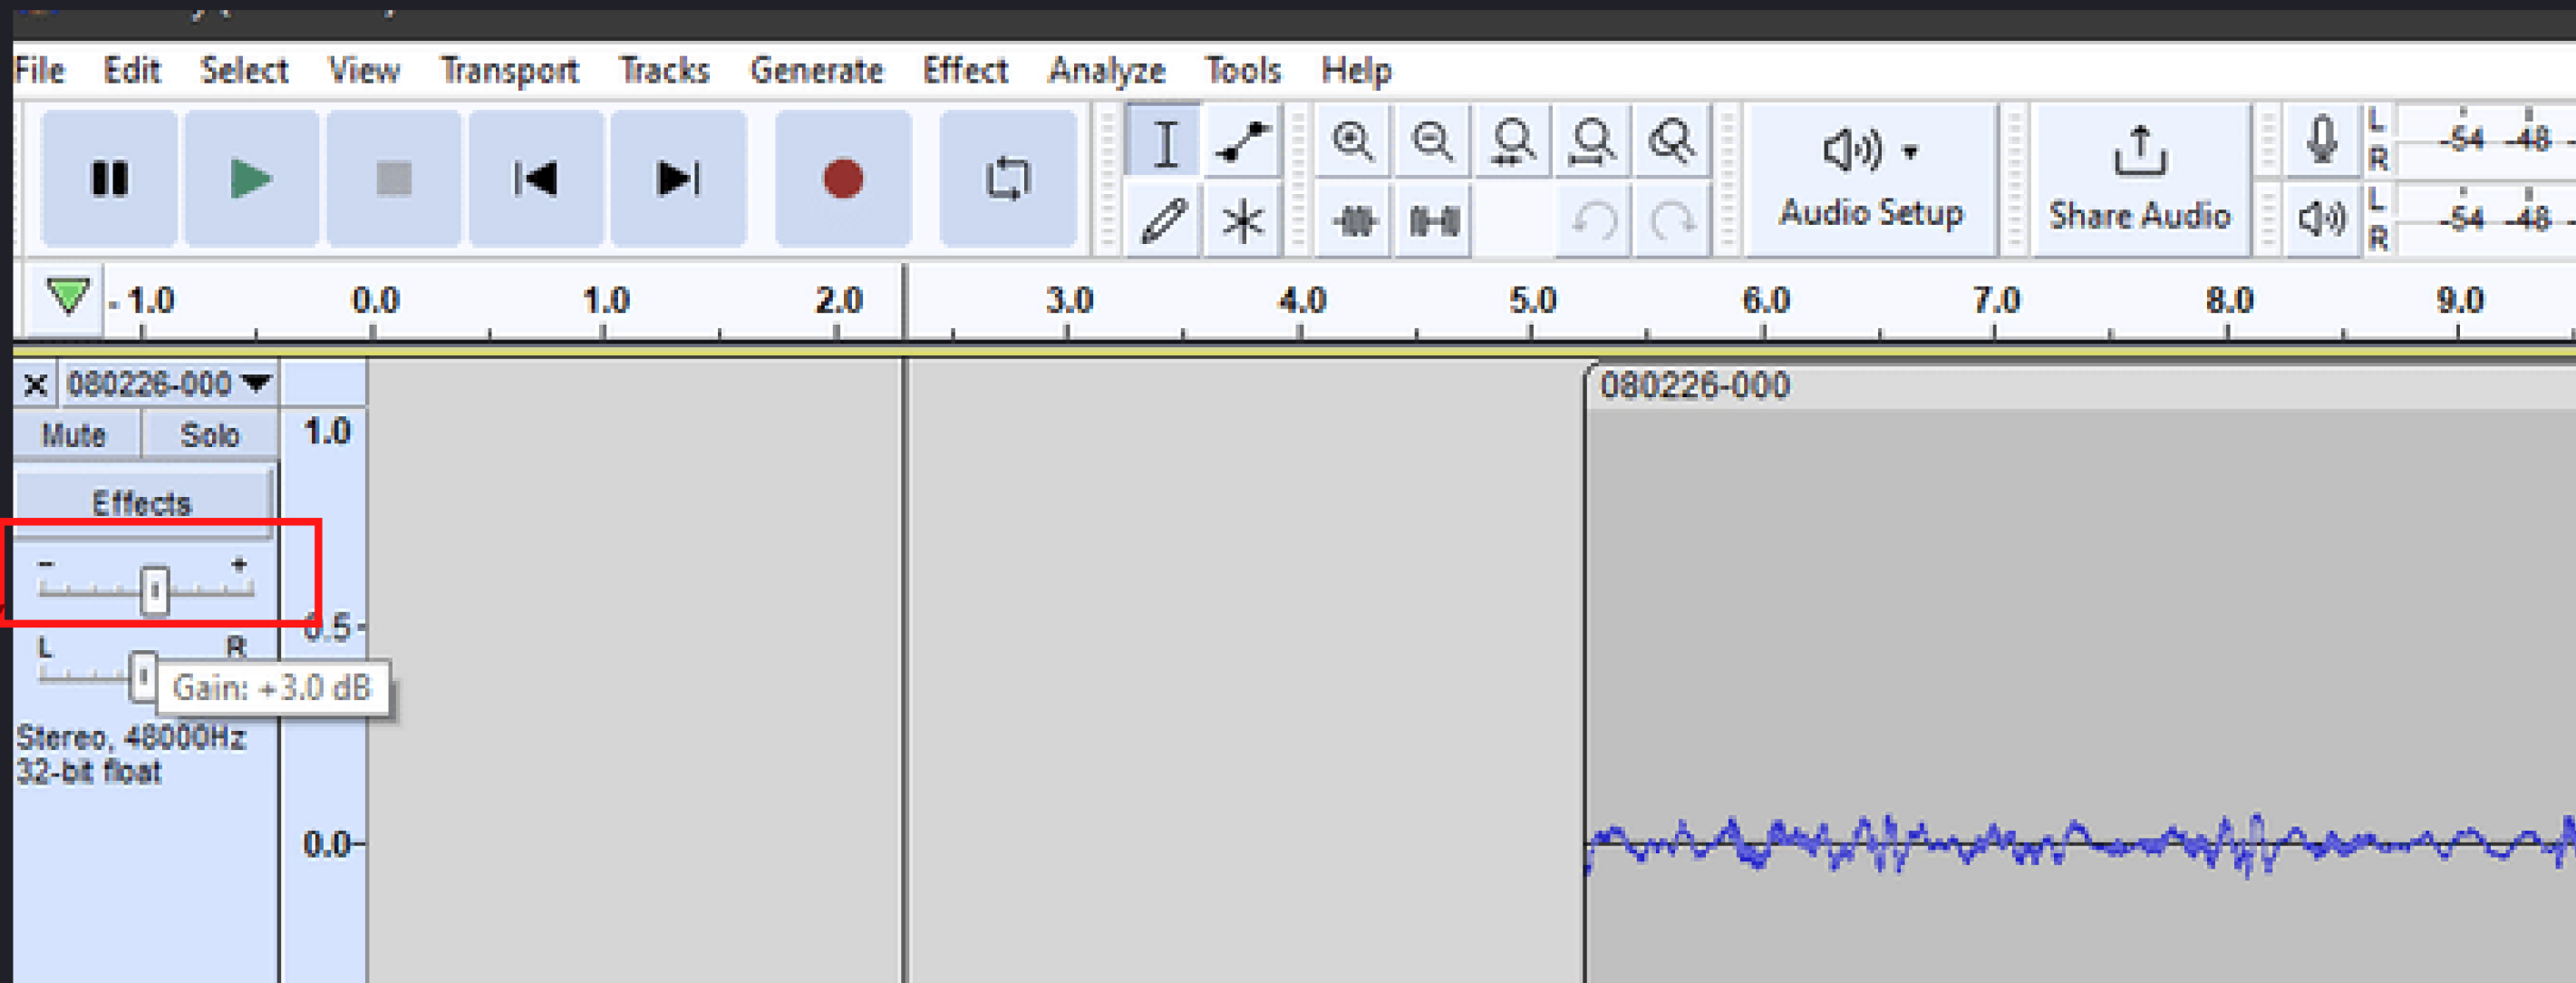 File Edit Select View Transport Tracks Generate Effect Analyze Tools Help
L -54 -48
R
Audio Setup Share Audio
L -54 -48
R
-1.0 0.0 1.0 2.0 3.0 4.0 5.0 6.0 7.0 8.0 9.0
x 080226-000
080226-000
Mute Solo
1.0
Effects
- +
0.5
L R
Gain: +3.0 dB
Stereo, 48000Hz
32-bit float
0.0